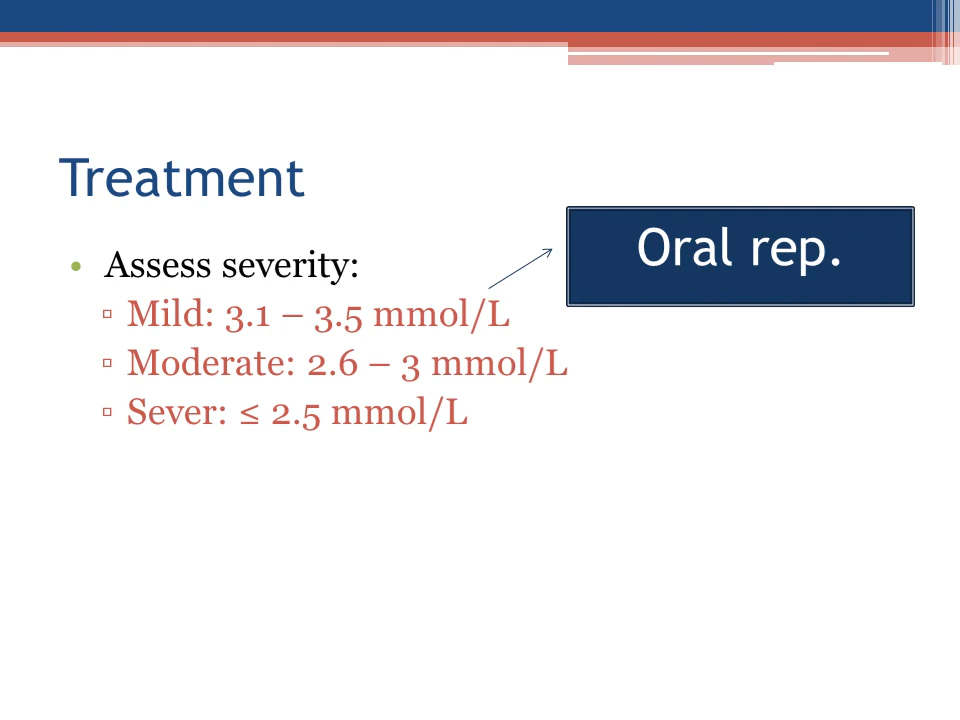 Treatment
• Assess severity:
▫ Mild: 3.1 – 3.5 mmol/L
▫ Moderate: 2.6 – 3 mmol/L
▫ Sever: ≤ 2.5 mmol/L
Oral rep.